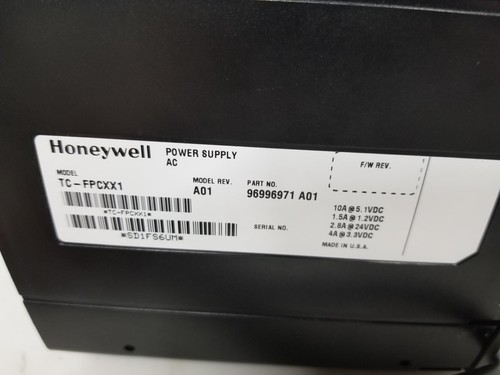 Honeywell
POWER SUPPLY
AC
F/W REV.
MODEL
TC-FPCXX1
MODEL REV.
A01
PART NO.
96996971 A01
*TC-FPCXX1*
*SD1FS6UM*
SERIAL NO.
10A@5.1VDC
1.5A@1.2VDC
2.8A@24VDC
4A@3.3VDC
MADE IN U.S.A.